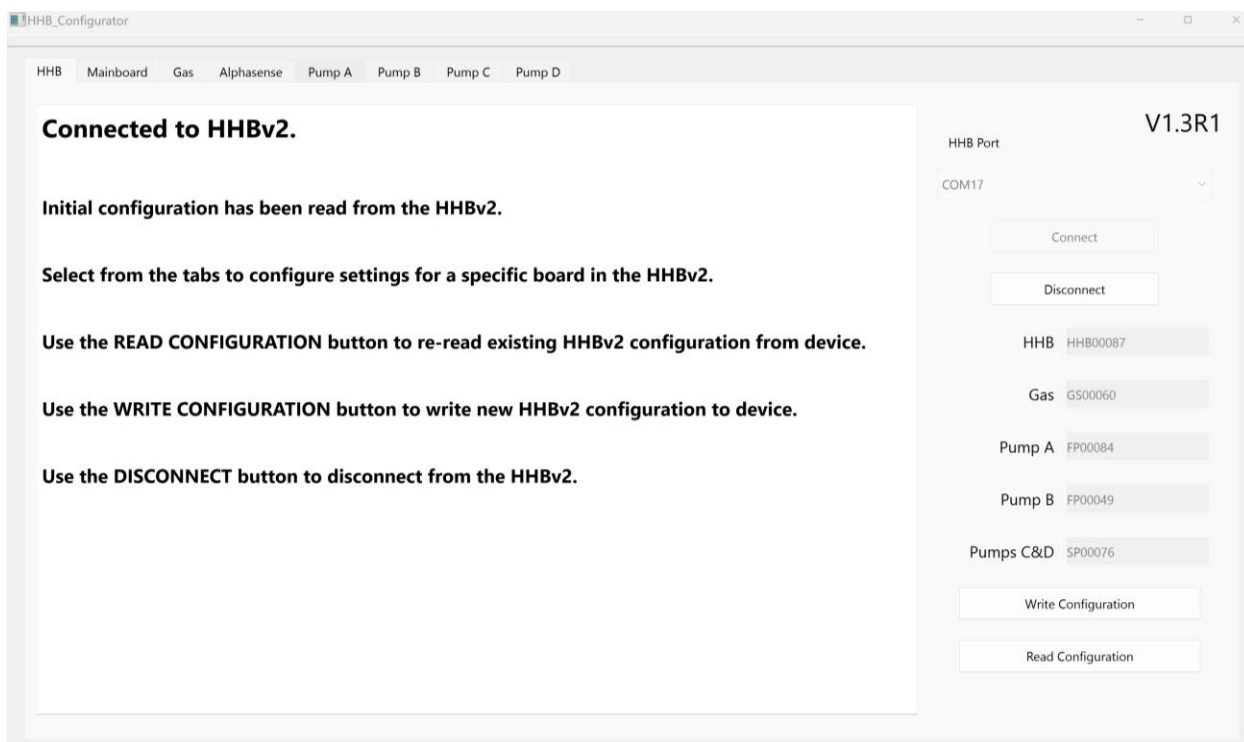 HHB_Configurator
HHB Mainboard Gas Alphasense Pump A Pump B Pump C Pump D
Connected to HHBv2.
Initial configuration has been read from the HHBv2.
Select from the tabs to configure settings for a specific board in the HHBv2.
Use the READ CONFIGURATION button to re-read existing HHBv2 configuration from device.
Use the WRITE CONFIGURATION button to write new HHBv2 configuration to device.
Use the DISCONNECT button to disconnect from the HHBv2.
V1.3R1
HHB Port
COM17
Connect
Disconnect
HHB HHB00087
Gas GS00060
Pump A FP00084
Pump B FP00049
Pumps C&D SP00076
Write Configuration
Read Configuration